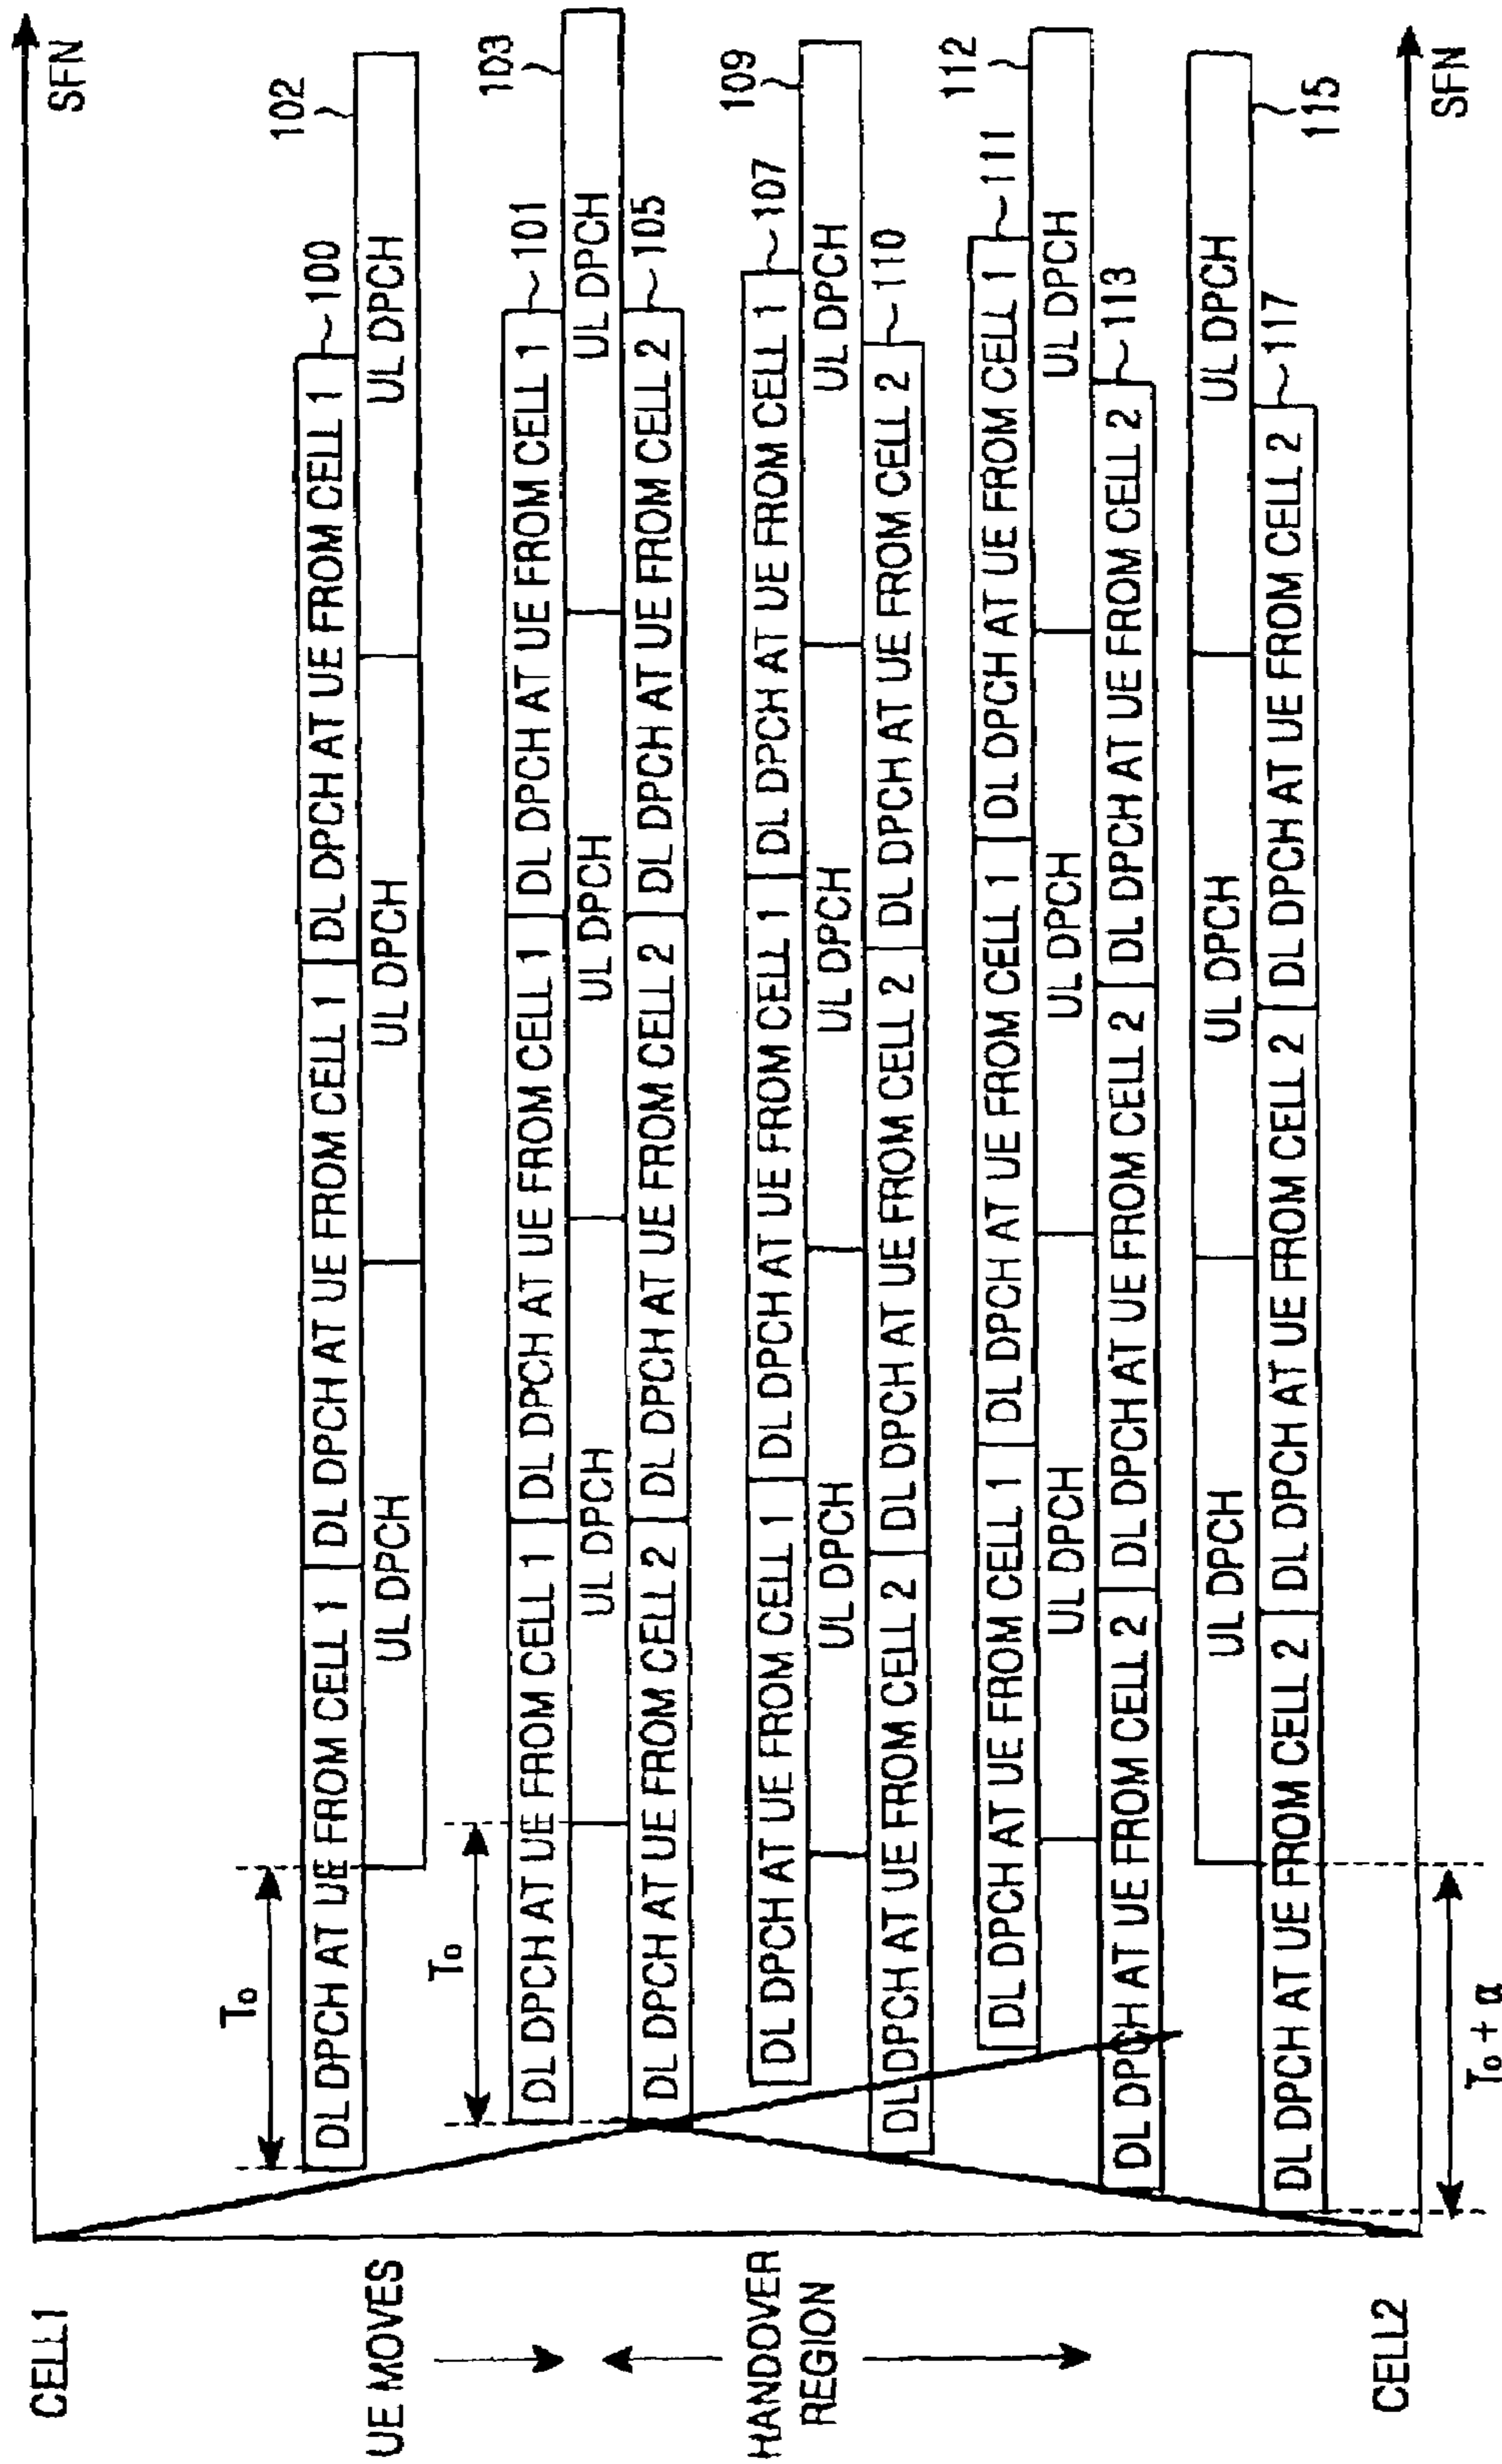 CELL1
SFN
UE MOVES
T₀
102
DL DPCH AT UE FROM CELL 1
DL DPCH AT UE FROM CELL 1
DL DPCH AT UE FROM CELL 1
100
UL DPCH
UL DPCH
UL DPCH
T₀
103
DL DPCH AT UE FROM CELL 1
DL DPCH AT UE FROM CELL 1
DL DPCH AT UE FROM CELL 1
101
UL DPCH
UL DPCH
UL DPCH
DL DPCH AT UE FROM CELL 2
DL DPCH AT UE FROM CELL 2
DL DPCH AT UE FROM CELL 2
105
HANDOVER
REGION
109
DL DPCH AT UE FROM CELL 1
DL DPCH AT UE FROM CELL 1
DL DPCH AT UE FROM CELL 1
107
UL DPCH
UL DPCH
UL DPCH
DL DPCH AT UE FROM CELL 2
DL DPCH AT UE FROM CELL 2
DL DPCH AT UE FROM CELL 2
110
112
DL DPCH AT UE FROM CELL 1
DL DPCH AT UE FROM CELL 1
DL DPCH AT UE FROM CELL 1
111
UL DPCH
UL DPCH
UL DPCH
DL DPCH AT UE FROM CELL 2
DL DPCH AT UE FROM CELL 2
DL DPCH AT UE FROM CELL 2
113
UL DPCH
UL DPCH
UL DPCH
115
DL DPCH AT UE FROM CELL 2
DL DPCH AT UE FROM CELL 2
DL DPCH AT UE FROM CELL 2
117
CELL2
SFN
T₀ + α